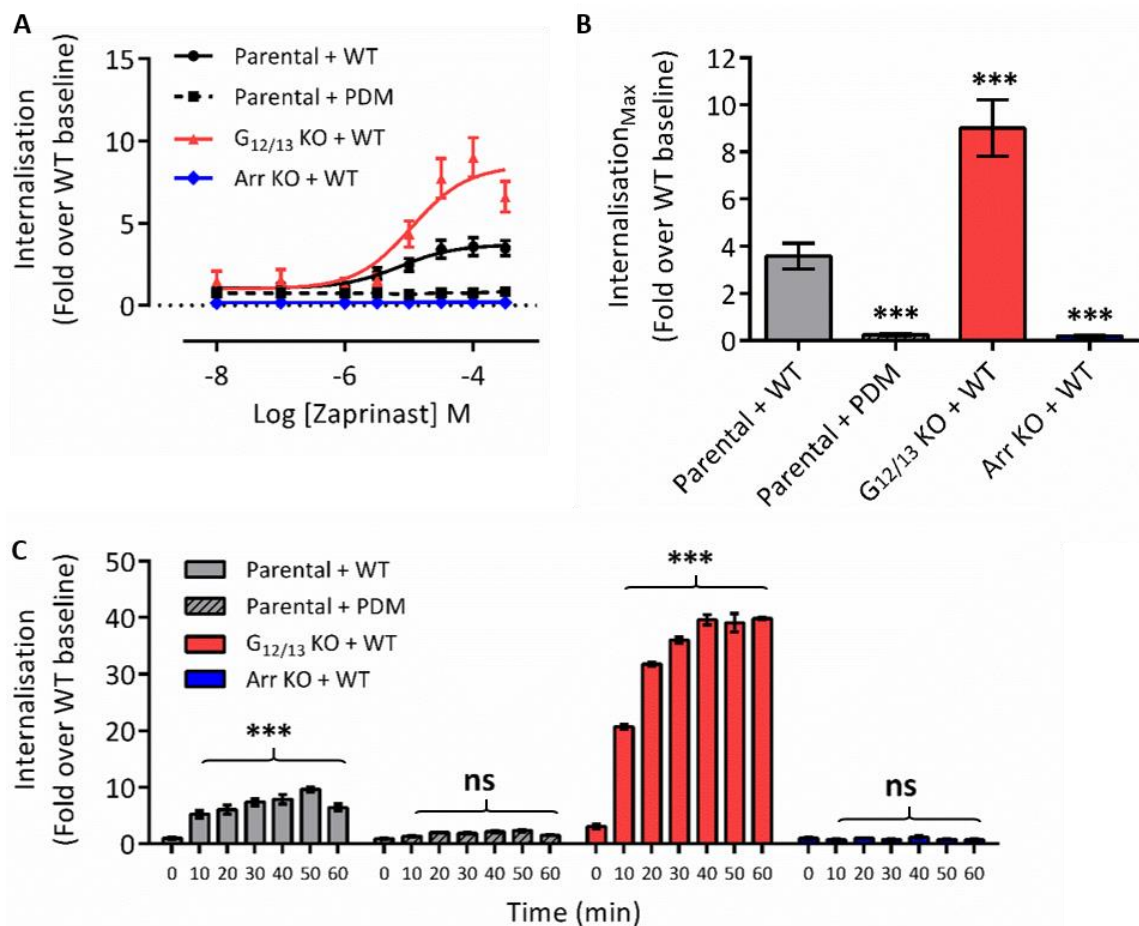 A
Internalisation
(Fold over WT baseline)
15
10
5
0
Parental + WT
Parental + PDM
G12/13 KO + WT
Arr KO + WT
-8 -6 -4
Log [Zaprinast] M
B
InternalisationMax
(Fold over WT baseline)
12
10
8
6
4
2
0
***
***
***
Parental + WT
Parental + PDM
G12/13 KO + WT
Arr KO + WT
C
Internalisation
(Fold over WT baseline)
50
40
30
20
10
0
Parental + WT
Parental + PDM
G12/13 KO + WT
Arr KO + WT
***
ns
***
ns
0 10 20 30 40 50 60 0 10 20 30 40 50 60 0 10 20 30 40 50 60 0 10 20 30 40 50 60
Time (min)